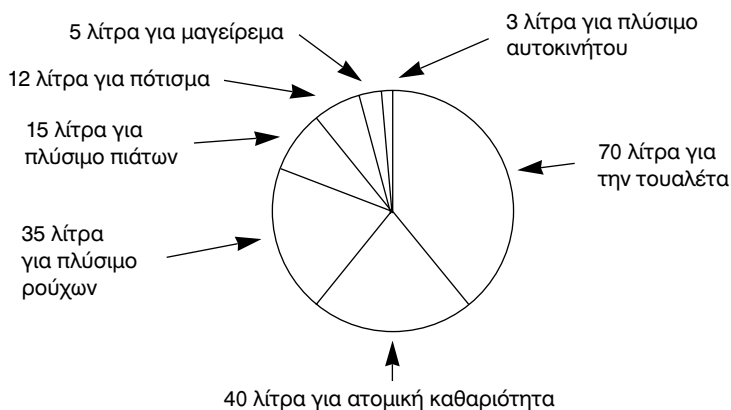 5 λίτρα για μαγείρεμα
3 λίτρα για πλύσιμο
αυτοκινήτου
12 λίτρα για πότισμα
15 λίτρα για
πλύσιμο πιάτων
70 λίτρα για
την τουαλέτα
35 λίτρα
για πλύσιμο
ρούχων
40 λίτρα για ατομική καθαριότητα